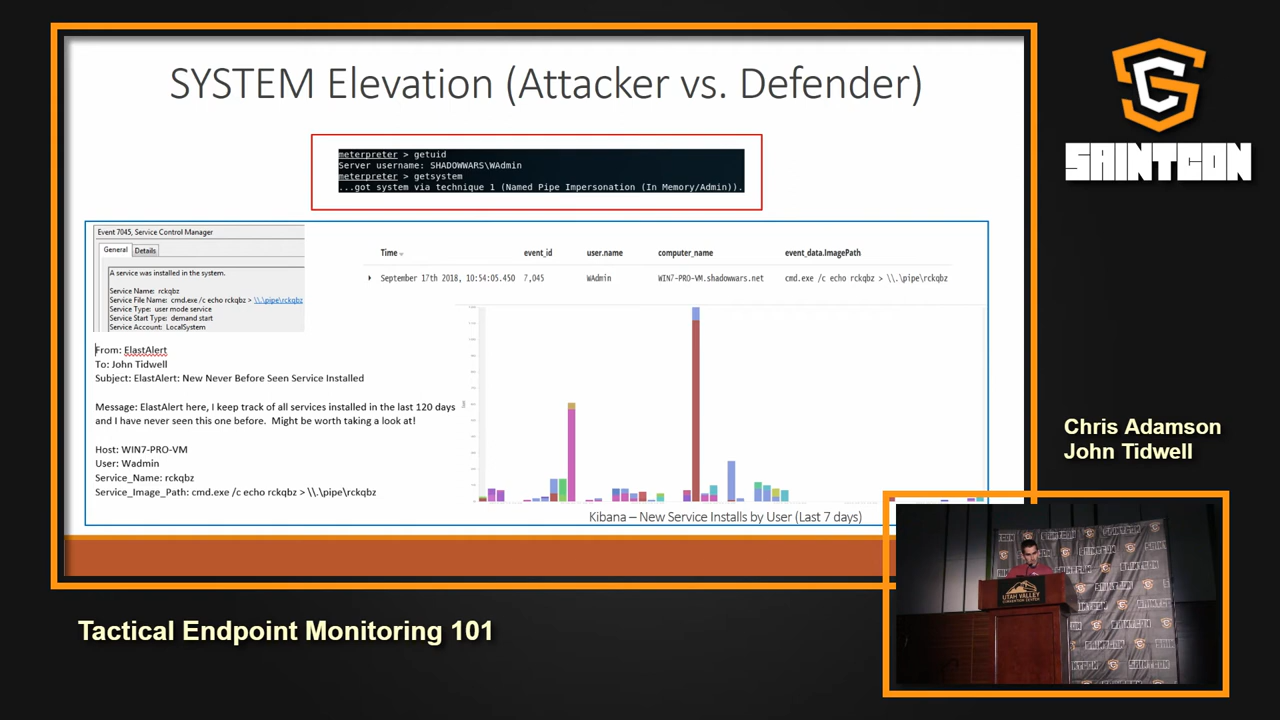 SYSTEM Elevation (Attacker vs. Defender)
meterpreter > getuid
Server username: SHADOWWARS\WAdmin
meterpreter > getsystem
...got system via technique 1 (Named Pipe Impersonation (In Memory/Admin)).
Event 7045, Service Control Manager
General Details
A service was installed in the system.
Service Name: rckqbz
Service File Name: cmd.exe /c echo rckqbz > \\.\pipe\rckqbz
Service Type: user mode service
Service Start Type: demand start
Service Account: LocalSystem
Time event_id user.name computer_name event_data.ImagePath
September 17th 2018, 10:54:05.450 7,045 WAdmin WIN7-PRO-VM.shadowwars.net cmd.exe /c echo rckqbz > \\.\pipe\rckqbz
From: ElastAlert
To: John Tidwell
Subject: ElastAlert: New Never Before Seen Service Installed
Message: ElastAlert here, I keep track of all services installed in the last 120 days
and I have never seen this one before. Might be worth taking a look at!
Host: WIN7-PRO-VM
User: Wadmin
Service_Name: rckqbz
Service_Image_Path: cmd.exe /c echo rckqbz > \\.\pipe\rckqbz
Kibana – New Service Installs by User (Last 7 days)
SAINTCON
Chris Adamson
John Tidwell
UTAH VALLEY
CONVENTION CENTER
Tactical Endpoint Monitoring 101